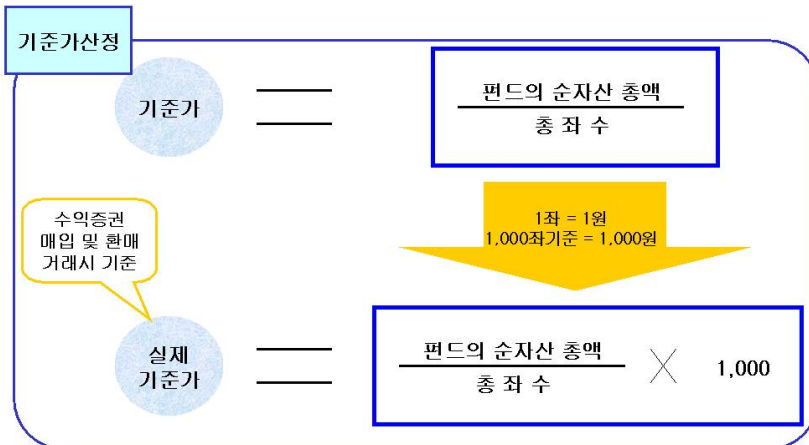 기준가산정
기준가
펀드의 순자산 총액
총 좌 수
수익증권
매입 및 환매
거래시 기준
1좌 = 1원
1,000좌기준 = 1,000원
실제
기준가
펀드의 순자산 총액
총 좌 수
1,000